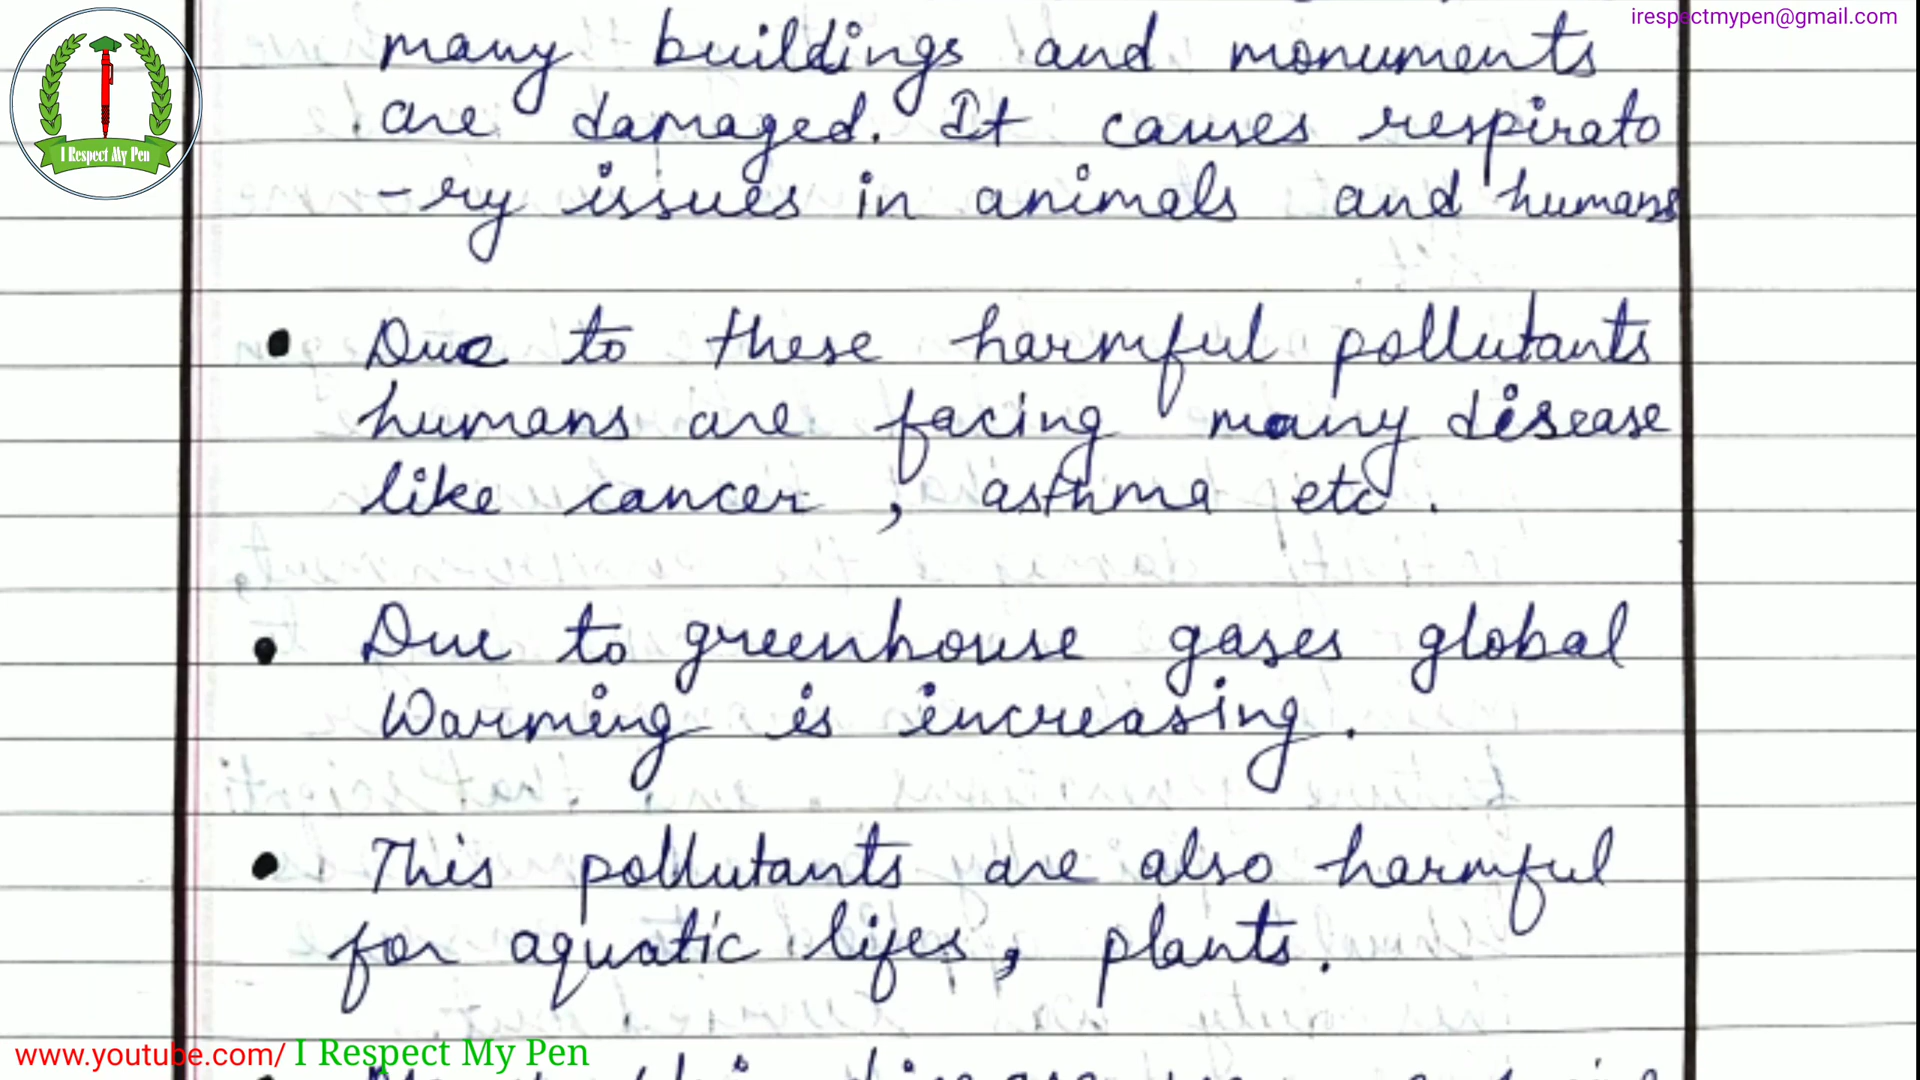 irespectmypen@gmail.com
many buildings and monuments
are damaged. It causes respirato
-ry issues in animals and humans
I Respect My Pen
• Due to these harmful pollutants
humans are facing many disease
like cancer, asthma etc.
• Due to greenhouse gases global
Warming is increasing.
• This pollutants are also harmful
for aquatic lifes, plants.
www.youtube.com/ I Respect My Pen